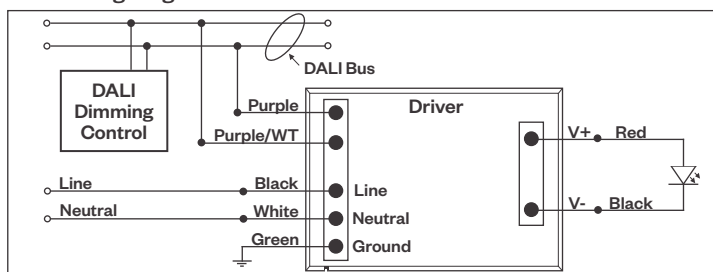 DALI Bus
DALI
Dimming
Control
Driver
Purple
Purple/WT
V+ Red
Line Black Line
Neutral White Neutral
V- Black
Green Ground